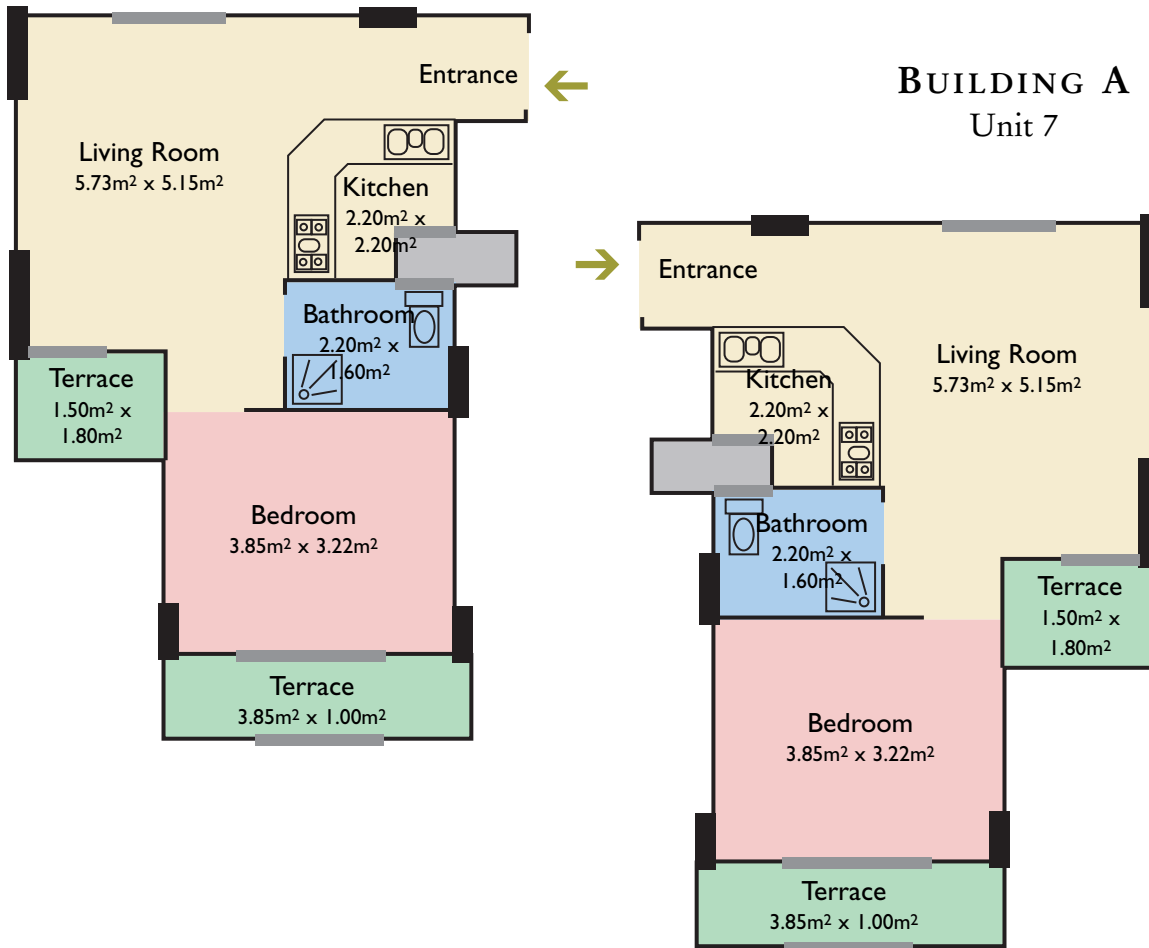 BUILDING A
Unit 7
Entrance
Living Room
5.73m² x 5.15m²
Kitchen
2.20m² x
2.20m²
Bathroom
2.20m² x
1.60m²
Terrace
1.50m² x
1.80m²
Bedroom
3.85m² x 3.22m²
Terrace
3.85m² x 1.00m²
Entrance
Living Room
5.73m² x 5.15m²
Kitchen
2.20m² x
2.20m²
Bathroom
2.20m² x
1.60m²
Terrace
1.50m² x
1.80m²
Bedroom
3.85m² x 3.22m²
Terrace
3.85m² x 1.00m²